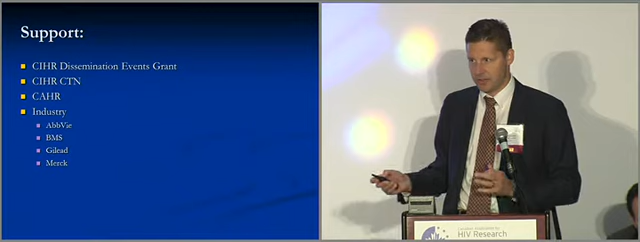 Support:
CIHR Dissemination Events Grant
CIHR CTN
CAHR
Industry
AbbVie
BMS
Gilead
Merck
HIV Research